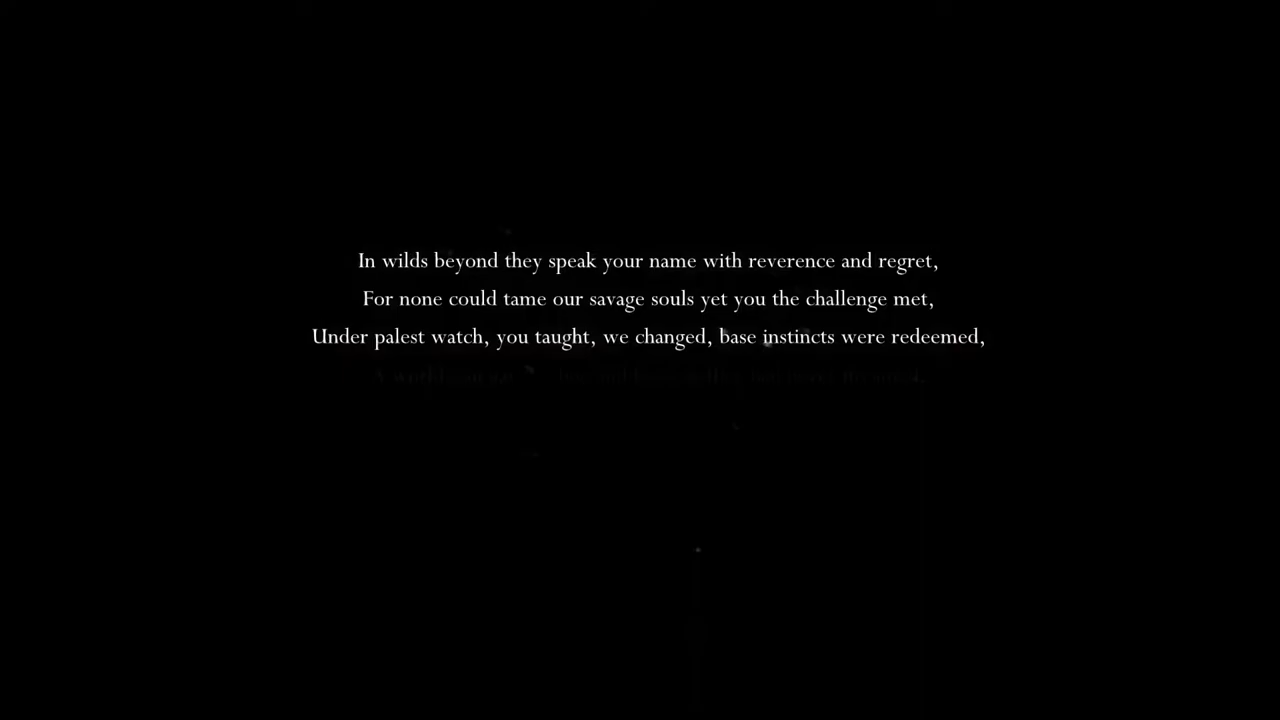 In wilds beyond they speak your name with reverence and regret,
For none could tame our savage souls yet you the challenge met,
Under palest watch, you taught, we changed, base instincts were redeemed,
A world